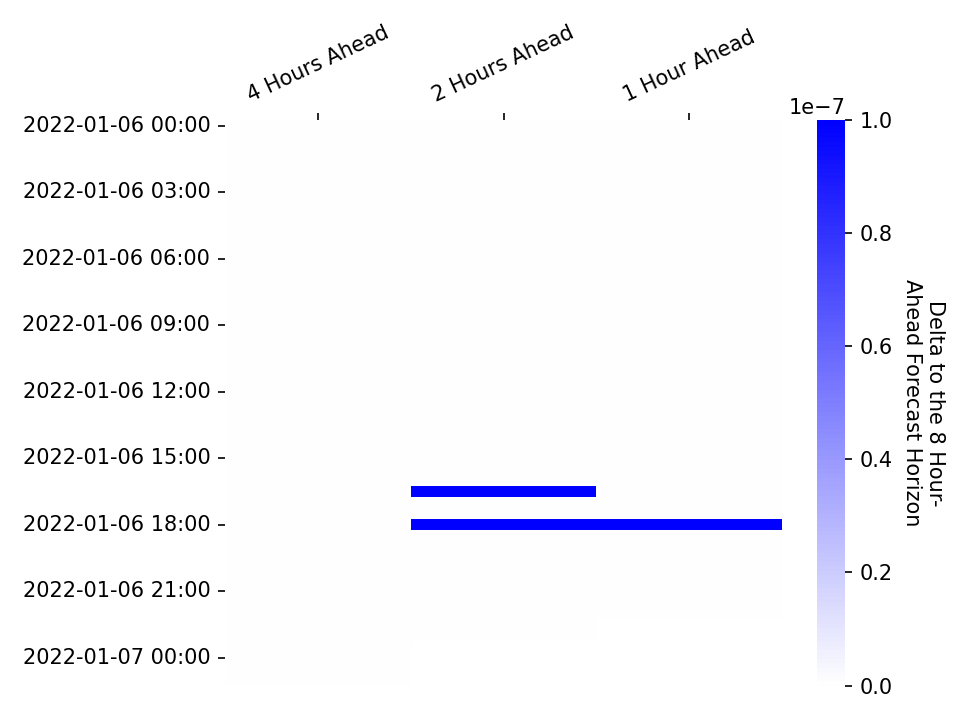 4 Hours Ahead
2 Hours Ahead
1 Hour Ahead
1e−7
2022-01-06 00:00
2022-01-06 03:00
2022-01-06 06:00
2022-01-06 09:00
2022-01-06 12:00
2022-01-06 15:00
2022-01-06 18:00
2022-01-06 21:00
2022-01-07 00:00
1.0
0.8
0.6
0.4
0.2
0.0
Delta to the 8 Hour-
Ahead Forecast Horizon